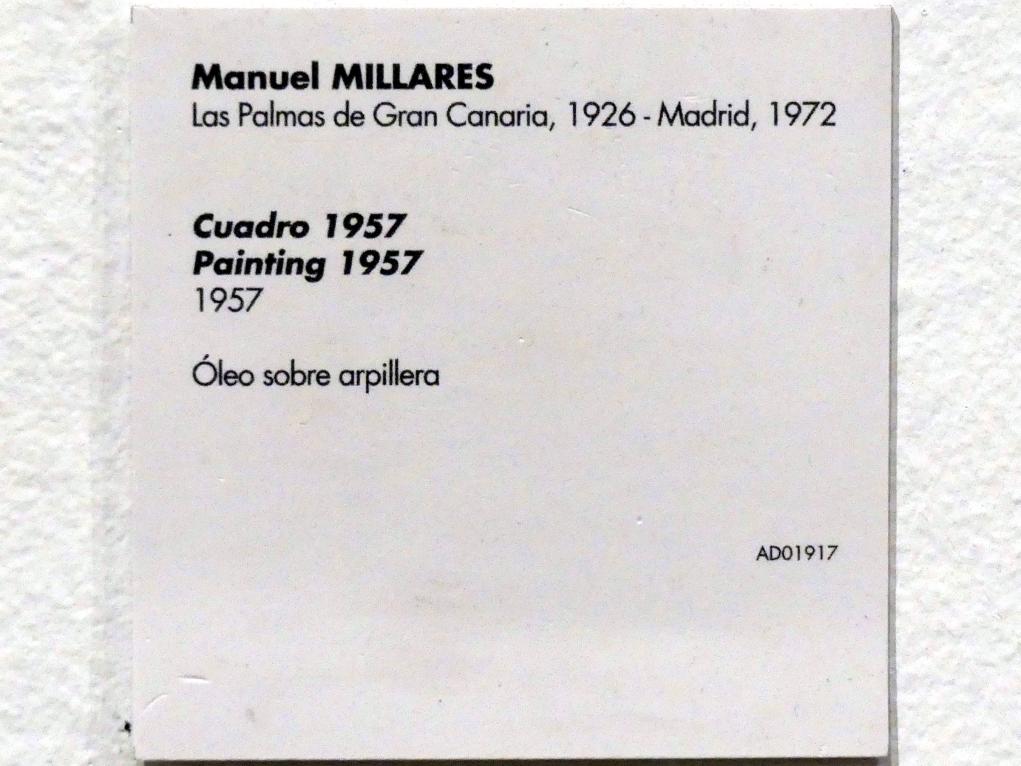 Manuel MILLARES
Las Palmas de Gran Canaria, 1926 - Madrid, 1972
Cuadro 1957
Painting 1957
1957
Óleo sobre arpillera
AD01917